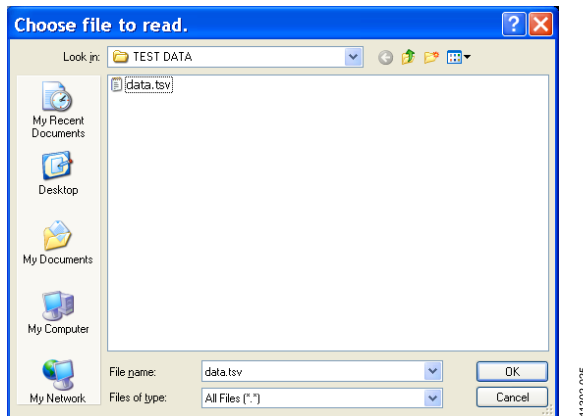 Choose file to read.
Look in:
TEST DATA
data.tsv
My Recent
Documents
Desktop
My Documents
My Computer
My Network
File name:
data.tsv
OK
Files of type:
All Files (*.*)
Cancel